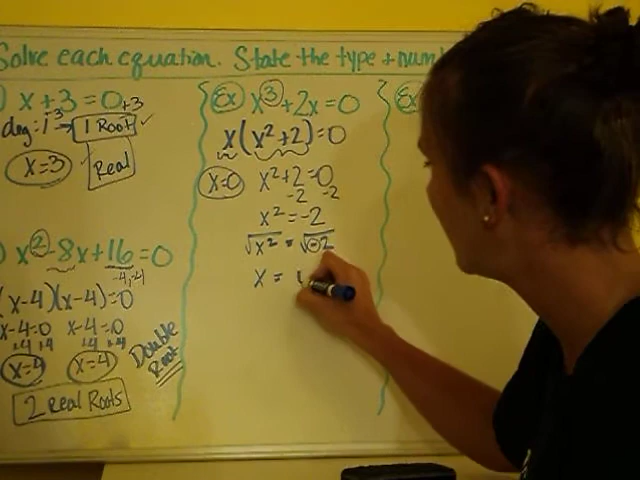 Solve each equation. State the type + num
) x + 3 = 0
-3 +3
deg: 1 → 1 Root ✓
x = 3
Real
) x² - 8x + 16 = 0
-4, -4
(x-4)(x-4) = 0
x-4=0 x-4=0
+4 +4 +4 +4
x=4 x=4
Double Root
2 Real Roots
Ex x³ + 2x = 0
x(x² + 2) = 0
x=0 x² + 2 = 0
-2 -2
x² = -2
√x² = √-2
x =
Ex